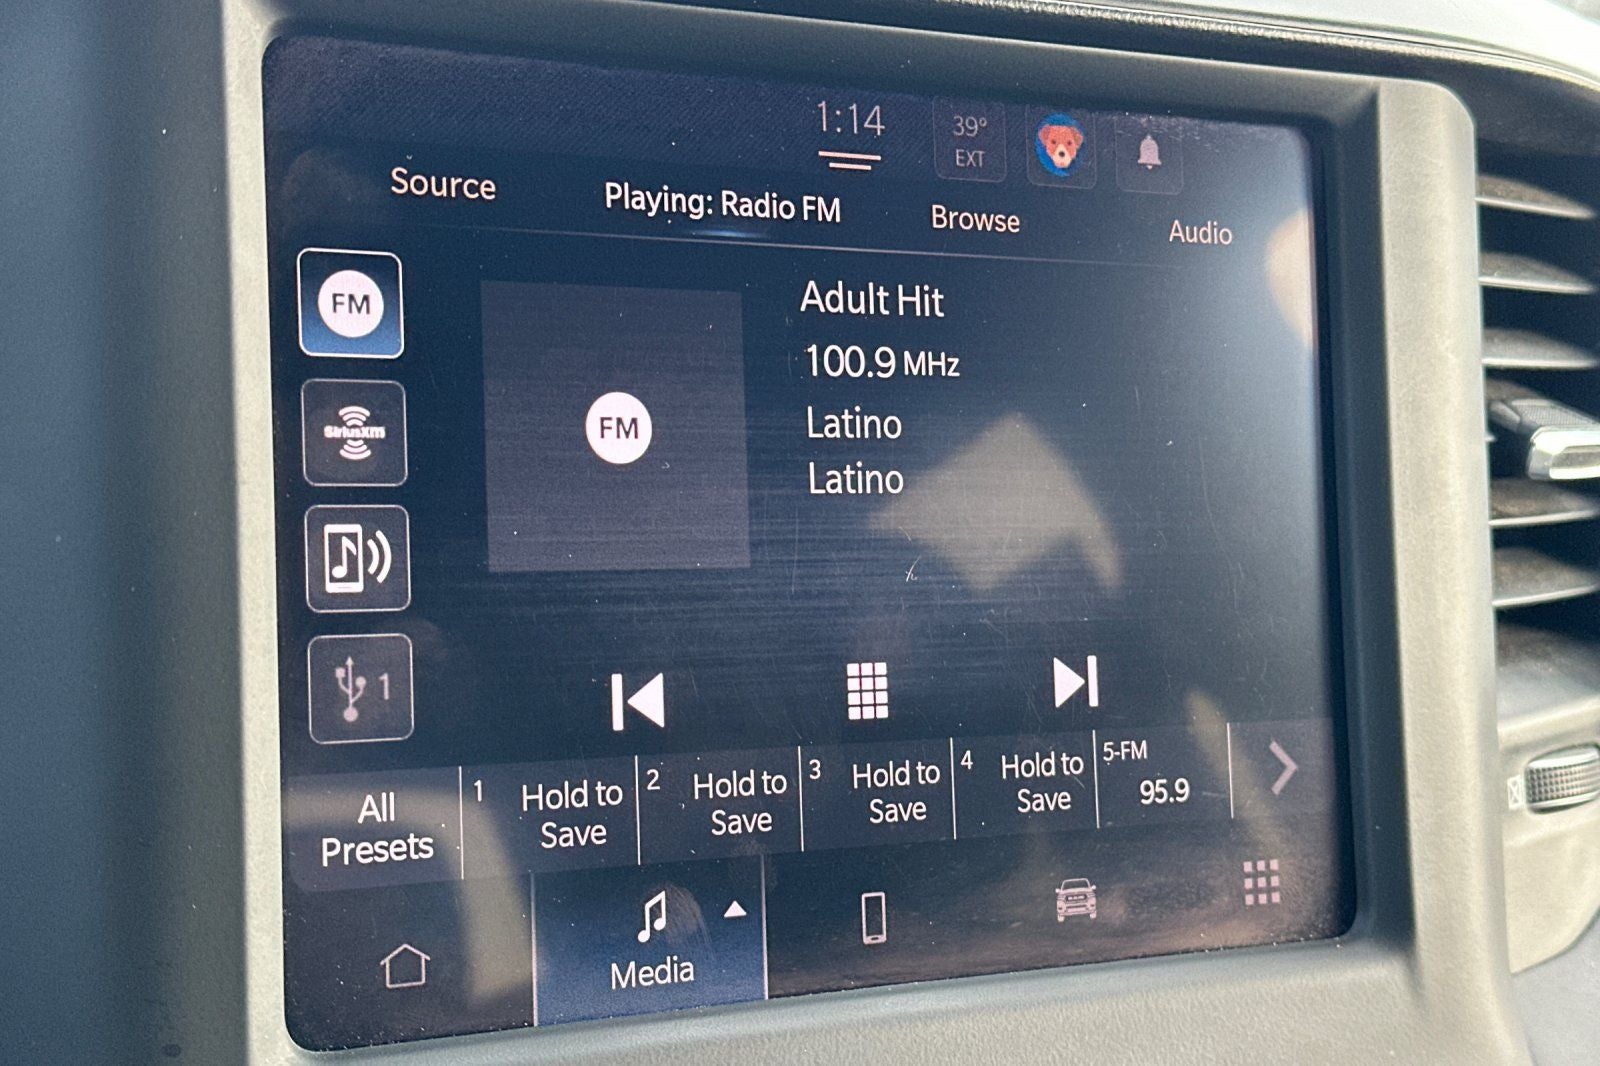 1:14
39°
EXT
Source
Playing: Radio FM
Browse
Audio
FM
SiriusXM
1
FM
Adult Hit
100.9 MHz
Latino
Latino
All
Presets
1
Hold to
Save
2
Hold to
Save
3
Hold to
Save
4
Hold to
Save
5-FM
95.9
Media